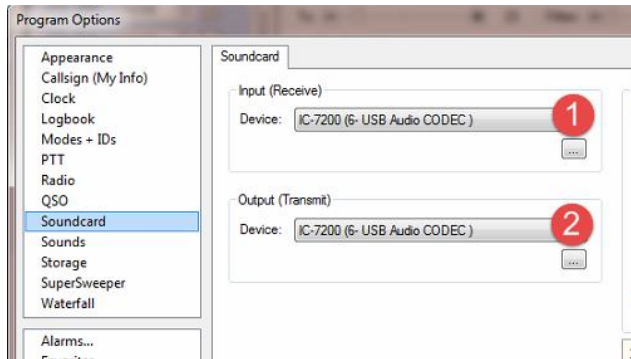 Program Options
Appearance
Callsign (My Info)
Clock
Logbook
Modes + IDs
PTT
Radio
QSO
Soundcard
Sounds
Storage
SuperSweeper
Waterfall
Alarms...
Soundcard
Input (Receive)
Device: IC-7200 (6- USB Audio CODEC )
1
...
Output (Transmit)
Device: IC-7200 (6- USB Audio CODEC )
2
...